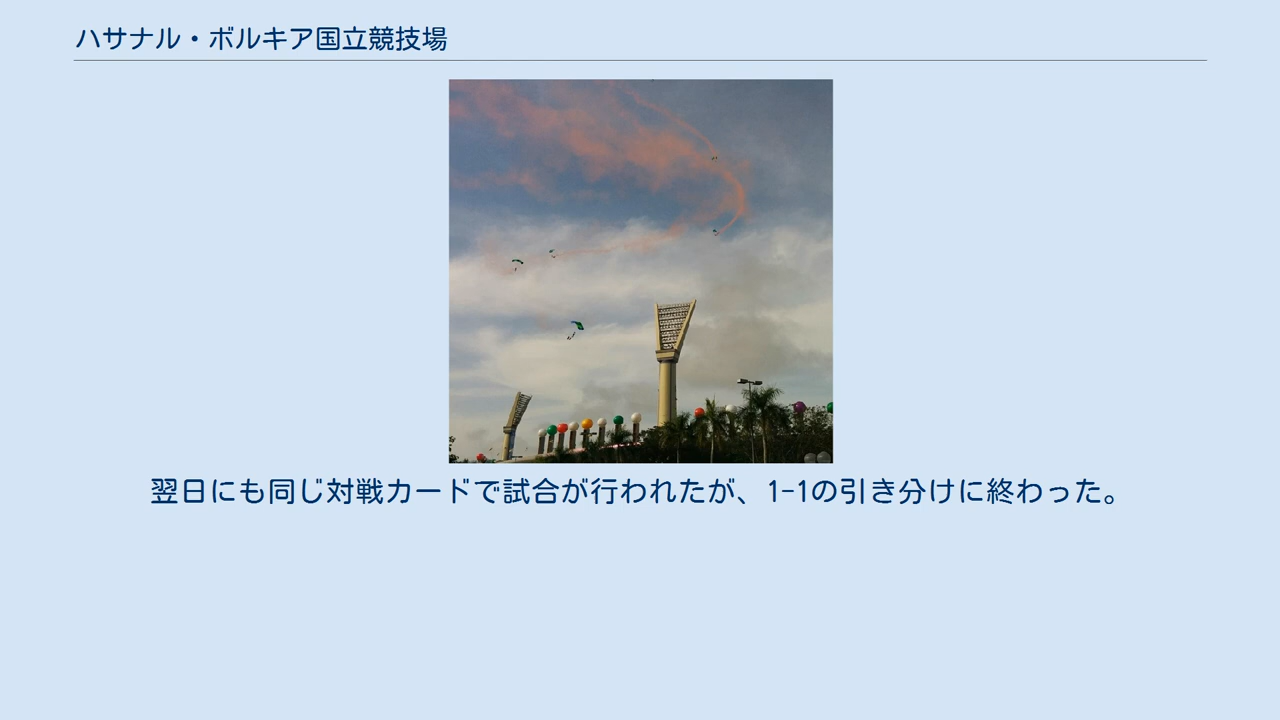 ハサナル・ボルキア国立競技場
翌日にも同じ対戦カードで試合が行われたが、1-1の引き分けに終わった。